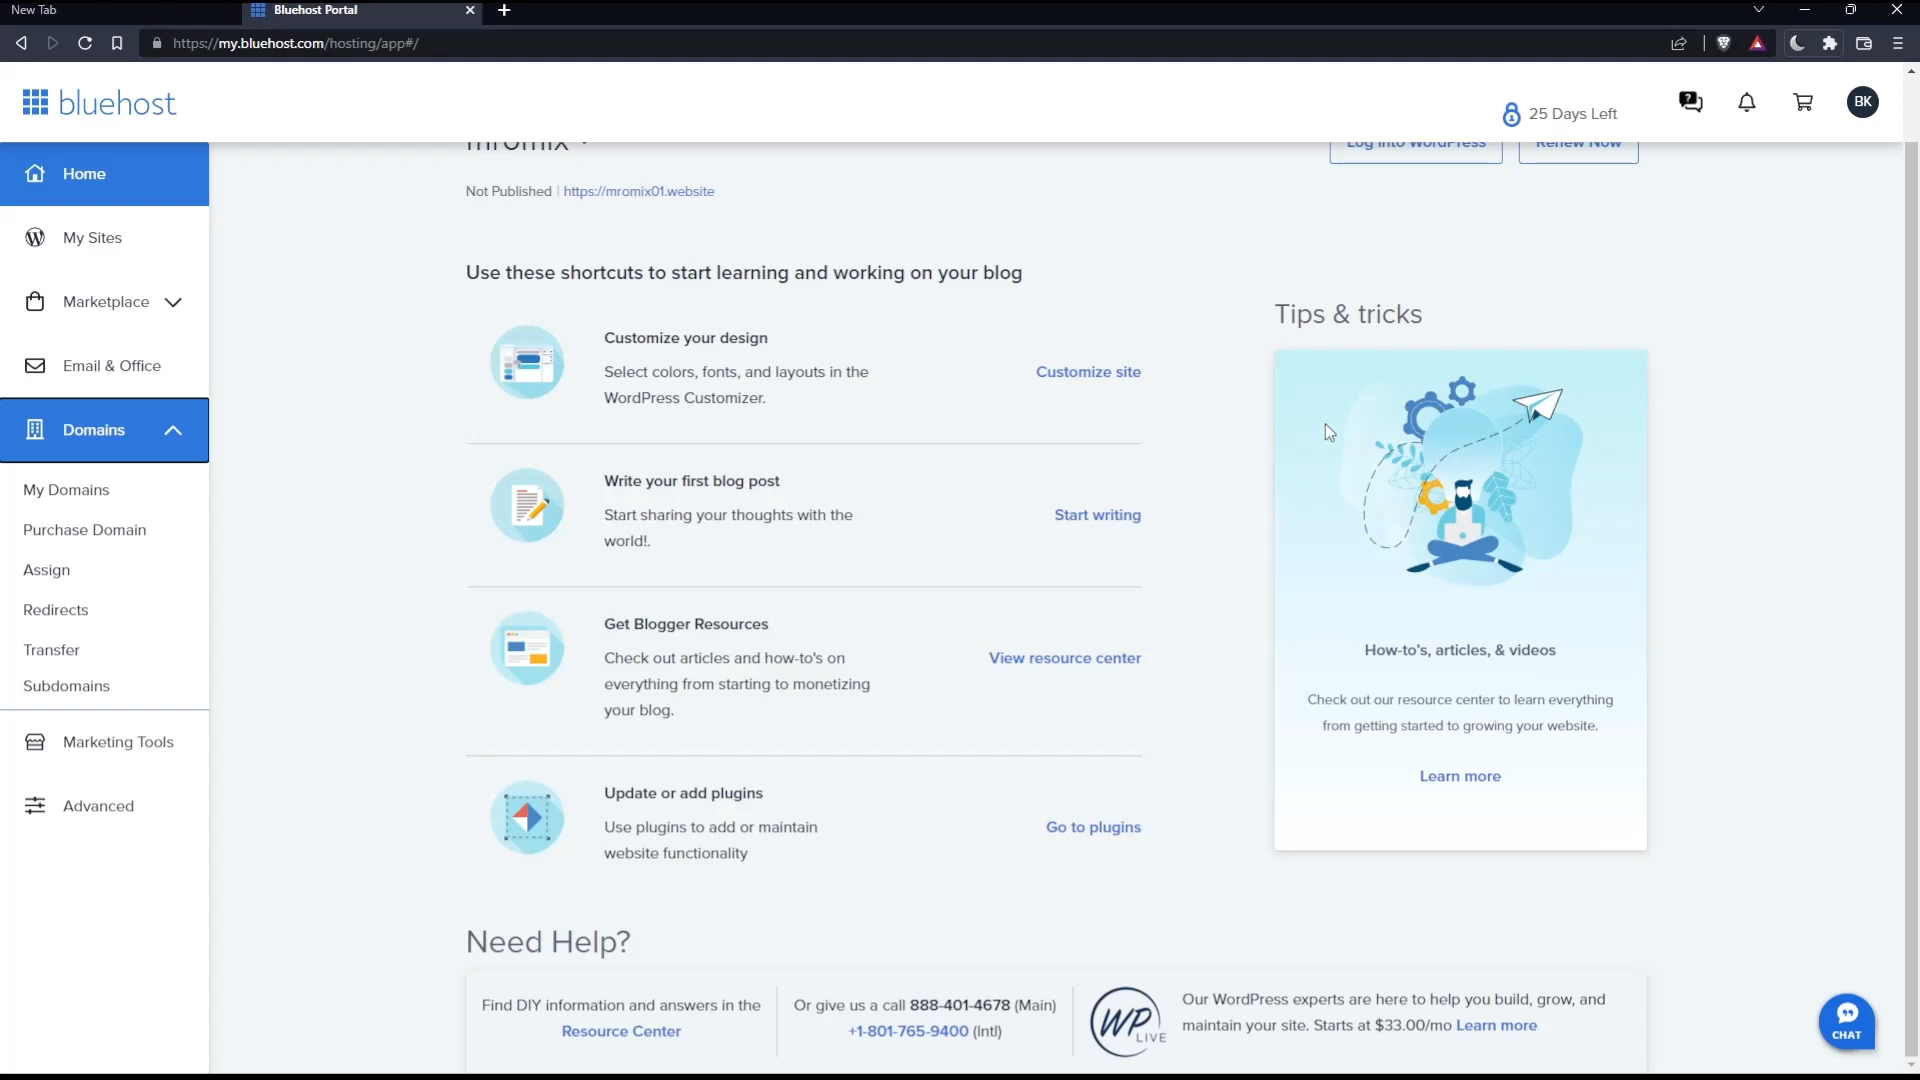 New Tab
Bluehost Portal
https://my.bluehost.com/hosting/app#/
bluehost
25 Days Left
BK
mromix
Log into WordPress
Renew Now
Not Published | https://mromix01.website
Home
My Sites
Marketplace
Email & Office
Domains
My Domains
Purchase Domain
Assign
Redirects
Transfer
Subdomains
Marketing Tools
Advanced
Use these shortcuts to start learning and working on your blog
Customize your design
Select colors, fonts, and layouts in the
WordPress Customizer.
Customize site
Write your first blog post
Start sharing your thoughts with the
world!.
Start writing
Get Blogger Resources
Check out articles and how-to's on
everything from starting to monetizing
your blog.
View resource center
Update or add plugins
Use plugins to add or maintain
website functionality
Go to plugins
Tips & tricks
How-to's, articles, & videos
Check out our resource center to learn everything
from getting started to growing your website.
Learn more
Need Help?
Find DIY information and answers in the
Resource Center
Or give us a call 888-401-4678 (Main)
+1-801-765-9400 (Intl)
WP
LIVE
Our WordPress experts are here to help you build, grow, and
maintain your site. Starts at $33.00/mo Learn more
CHAT